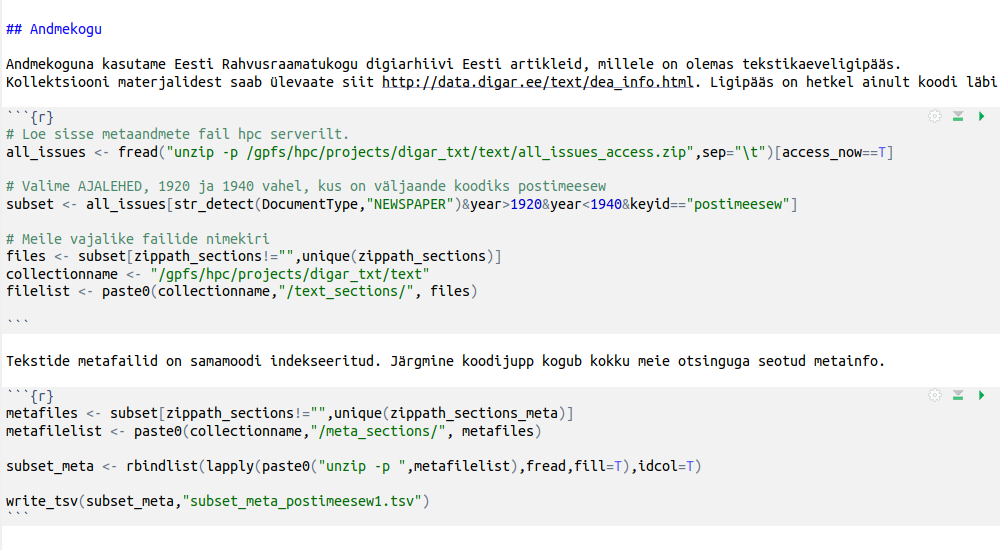 ## Andmekogu
Andmekoguna kasutame Eesti Rahvusraamatukogu digiarhiivi Eesti artikleid, millele on olemas tekstikaeveligipääs.
Kollektsiooni materjalidest saab ülevaate siit http://data.digar.ee/text/dea_info.html. Ligipääs on hetkel ainult koodi läbi
```{r}
# Loe sisse metaandmete fail hpc serverilt.
all_issues <- fread("unzip -p /gpfs/hpc/projects/digar_txt/text/all_issues_access.zip",sep="\t")[access_now==T]
# Valime AJALEHED, 1920 ja 1940 vahel, kus on väljaande koodiks postimeesew
subset <- all_issues[str_detect(DocumentType,"NEWSPAPER")&year>1920&year<1940&keyid=="postimeesew"]
# Meile vajalike failide nimekiri
files <- subset[zippath_sections!="",unique(zippath_sections)]
collectionname <- "/gpfs/hpc/projects/digar_txt/text"
filelist <- paste0(collectionname,"/text_sections/", files)
```
Tekstide metafailid on samamoodi indekseeritud. Järgmine koodijupp kogub kokku meie otsinguga seotud metainfo.
```{r}
metafiles <- subset[zippath_sections!="",unique(zippath_sections_meta)]
metafilelist <- paste0(collectionname,"/meta_sections/", metafiles)
subset_meta <- rbindlist(lapply(paste0("unzip -p ",metafilelist),fread,fill=T),idcol=T)
write_tsv(subset_meta,"subset_meta_postimeesew1.tsv")
```